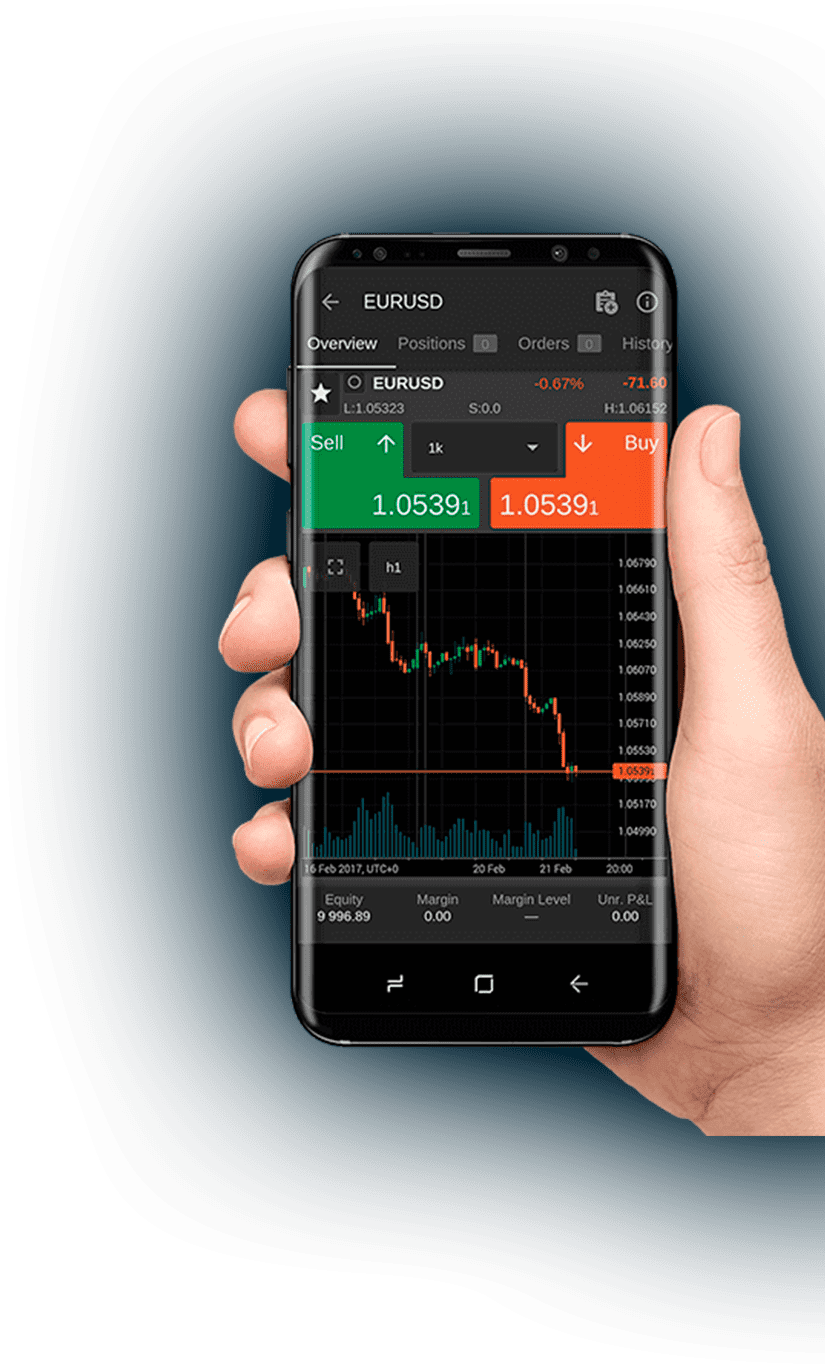 EURUSD
Overview Positions 0 Orders 0 History
EURUSD -0.67% -71.60
L:1.05323 S:0.0 H:1.06152
Sell 1k Buy
1.05391 1.05391
h1
1.06790
1.06610
1.06430
1.06250
1.06070
1.05890
1.05710
1.05530
1.05391
1.05170
1.04990
16 Feb 2017, UTC+0 20 Feb 21 Feb 20:00
Equity Margin Margin Level Unr. P&L
9 996.89 0.00 — 0.00